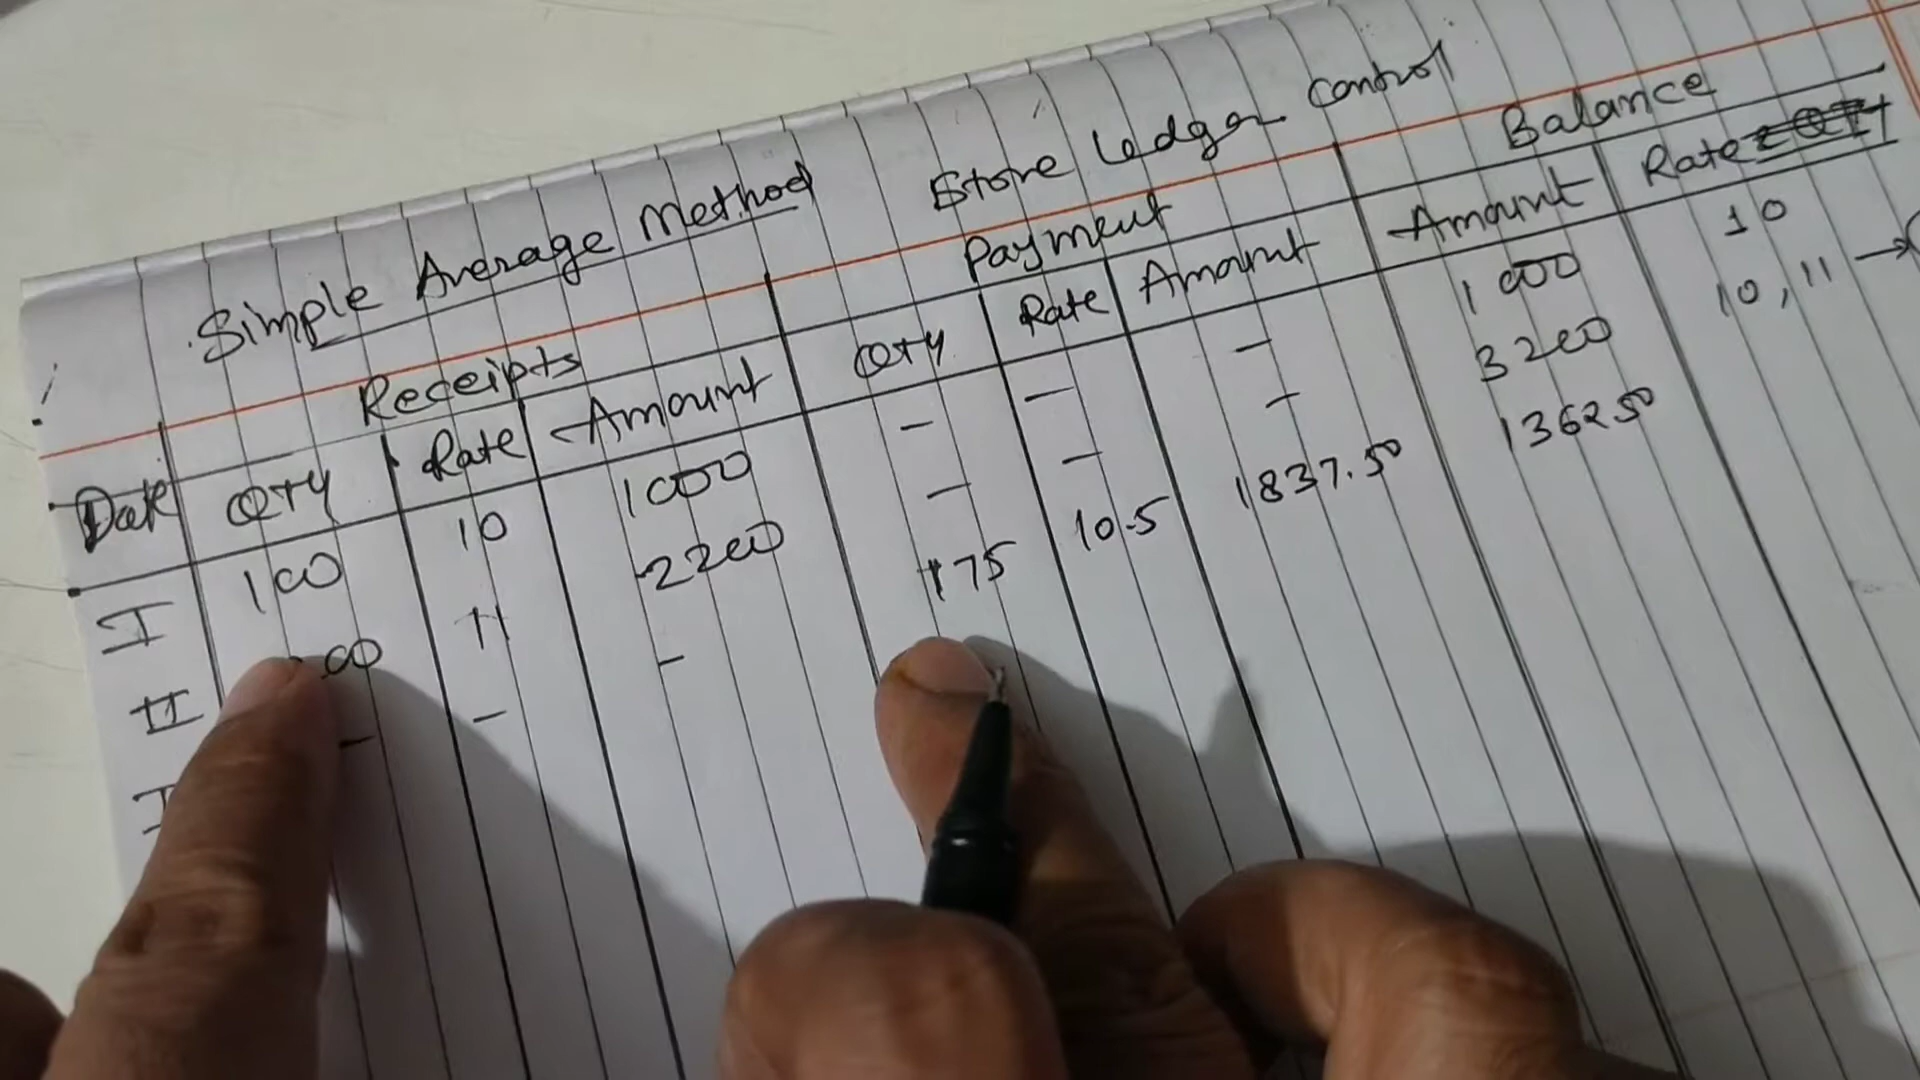 Simple Average Method Store Ledger Control
Receipts Payment Balance
Date QTY Rate Amount QTY Rate Amount Amount Rate
I 100 10 1000 - - - 1000 10
II 00 11 2200 - - - 3200 10, 11 →
- - - 175 10.5 1837.50 1362.50